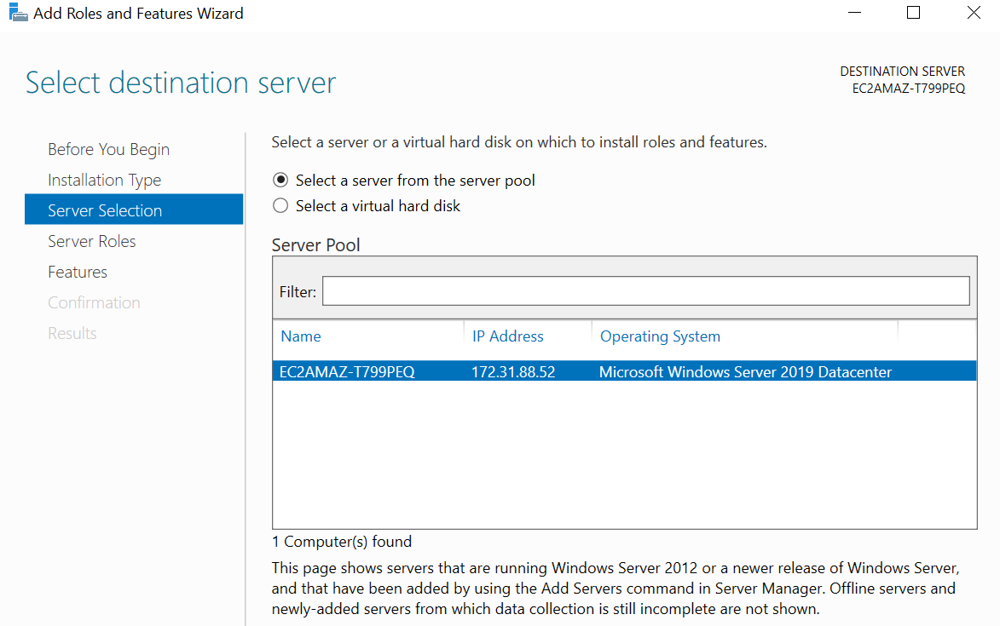 Add Roles and Features Wizard
Select destination server
DESTINATION SERVER
EC2AMAZ-T799PEQ
Before You Begin
Installation Type
Server Selection
Server Roles
Features
Confirmation
Results
Select a server or a virtual hard disk on which to install roles and features.
Select a server from the server pool
Select a virtual hard disk
Server Pool
Filter:
Name IP Address Operating System
EC2AMAZ-T799PEQ 172.31.88.52 Microsoft Windows Server 2019 Datacenter
1 Computer(s) found
This page shows servers that are running Windows Server 2012 or a newer release of Windows Server,
and that have been added by using the Add Servers command in Server Manager. Offline servers and
newly-added servers from which data collection is still incomplete are not shown.